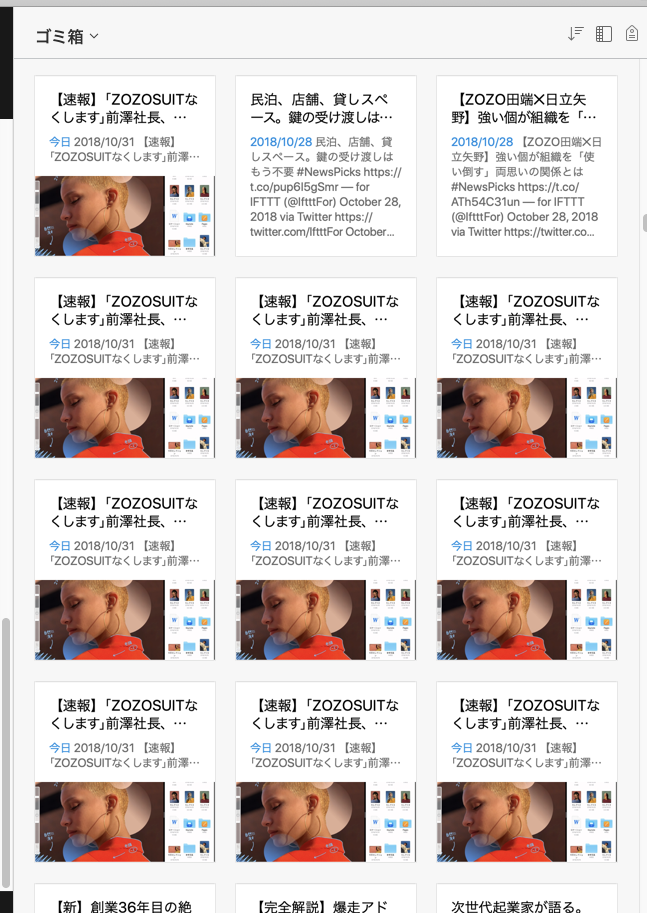 ゴミ箱
【速報】「ZOZOSUITな
くします」前澤社長、…
今日 2018/10/31 【速報】
「ZOZOSUITなくします」前澤…
民泊、店舗、貸しスペ
ース。鍵の受け渡しは…
2018/10/28 民泊、店舗、貸
しスペース。鍵の受け渡しは
もう不要 #NewsPicks https://
t.co/pup6I5gSmr — for
IFTTT (@IftttFor) October 28,
2018 via Twitter https://
twitter.com/IftttFor October...
【ZOZO田端✕日立矢
野】強い個が組織を「…
2018/10/28 【ZOZO田端✕日
立矢野】強い個が組織を「使
い倒す」両思いの関係とは
#NewsPicks https://t.co/
ATh54C31un — for IFTTT
(@IftttFor) October 28, 2018
via Twitter https://twitter.co...
【速報】「ZOZOSUITな
くします」前澤社長、…
今日 2018/10/31 【速報】
「ZOZOSUITなくします」前澤…
【速報】「ZOZOSUITな
くします」前澤社長、…
今日 2018/10/31 【速報】
「ZOZOSUITなくします」前澤…
【速報】「ZOZOSUITな
くします」前澤社長、…
今日 2018/10/31 【速報】
「ZOZOSUITなくします」前澤…
【速報】「ZOZOSUITな
くします」前澤社長、…
今日 2018/10/31 【速報】
「ZOZOSUITなくします」前澤…
【速報】「ZOZOSUITな
くします」前澤社長、…
今日 2018/10/31 【速報】
「ZOZOSUITなくします」前澤…
【速報】「ZOZOSUITな
くします」前澤社長、…
今日 2018/10/31 【速報】
「ZOZOSUITなくします」前澤…
【速報】「ZOZOSUITな
くします」前澤社長、…
今日 2018/10/31 【速報】
「ZOZOSUITなくします」前澤…
【速報】「ZOZOSUITな
くします」前澤社長、…
今日 2018/10/31 【速報】
「ZOZOSUITなくします」前澤…
【速報】「ZOZOSUITな
くします」前澤社長、…
今日 2018/10/31 【速報】
「ZOZOSUITなくします」前澤…
【新】創業36年目の絶
【完全解説】爆走アド
次世代起業家が語る。